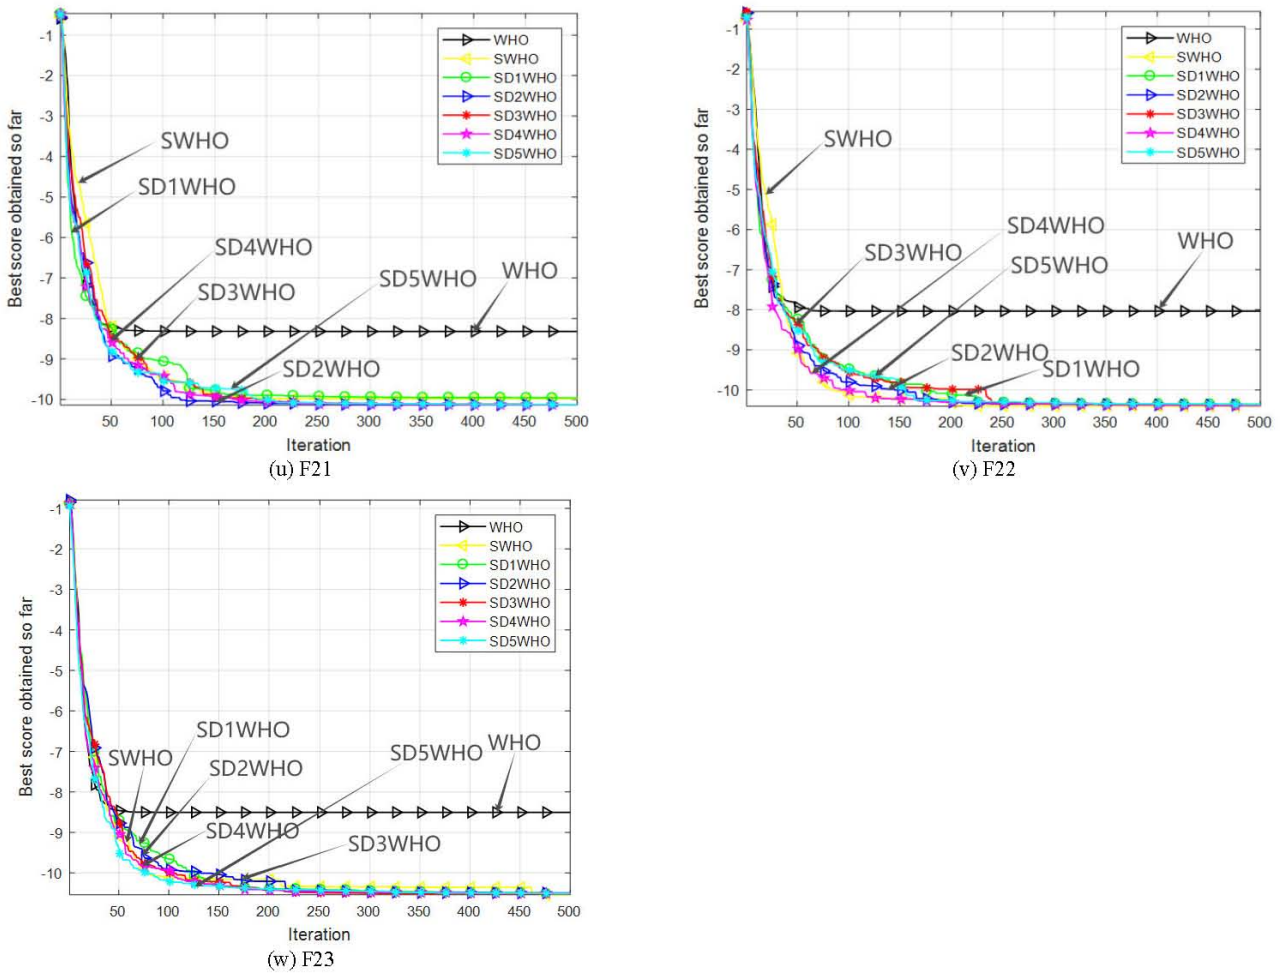 Best score obtained so far
-1
-2
-3
-4
-5
-6
-7
-8
-9
-10
WHO
SWHO
SD1WHO
SD2WHO
SD3WHO
SD4WHO
SD5WHO
SWHO
SD1WHO
SD4WHO
SD3WHO
SD5WHO
WHO
SD2WHO
50 100 150 200 250 300 350 400 450 500
Iteration
(u) F21
Best score obtained so far
-1
-2
-3
-4
-5
-6
-7
-8
-9
-10
WHO
SWHO
SD1WHO
SD2WHO
SD3WHO
SD4WHO
SD5WHO
SWHO
SD4WHO
SD3WHO
SD5WHO
WHO
SD2WHO
SD1WHO
50 100 150 200 250 300 350 400 450 500
Iteration
(v) F22
Best score obtained so far
-1
-2
-3
-4
-5
-6
-7
-8
-9
-10
WHO
SWHO
SD1WHO
SD2WHO
SD3WHO
SD4WHO
SD5WHO
SD1WHO
SWHO
SD2WHO
SD5WHO
WHO
SD4WHO
SD3WHO
50 100 150 200 250 300 350 400 450 500
Iteration
(w) F23